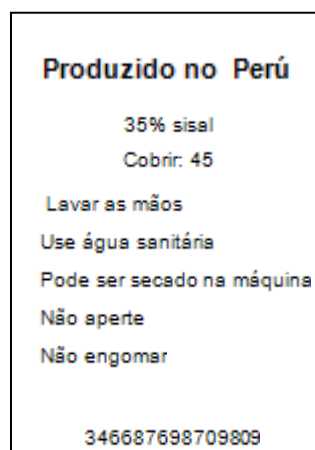 Produzido no Perú
35% sisal
Cobrir: 45
Lavar as mãos
Use água sanitária
Pode ser secado na máquina
Não aperte
Não engomar
346687698709809